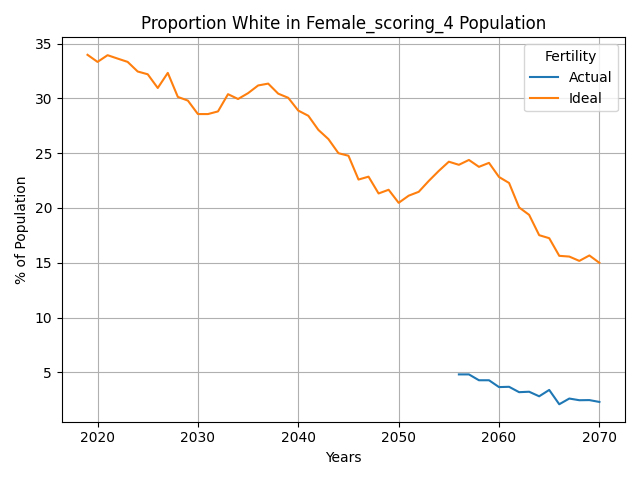 Proportion White in Female_scoring_4 Population
35
30
25
20
15
10
5
% of Population
Fertility
Actual
Ideal
2020 2030 2040 2050 2060 2070
Years